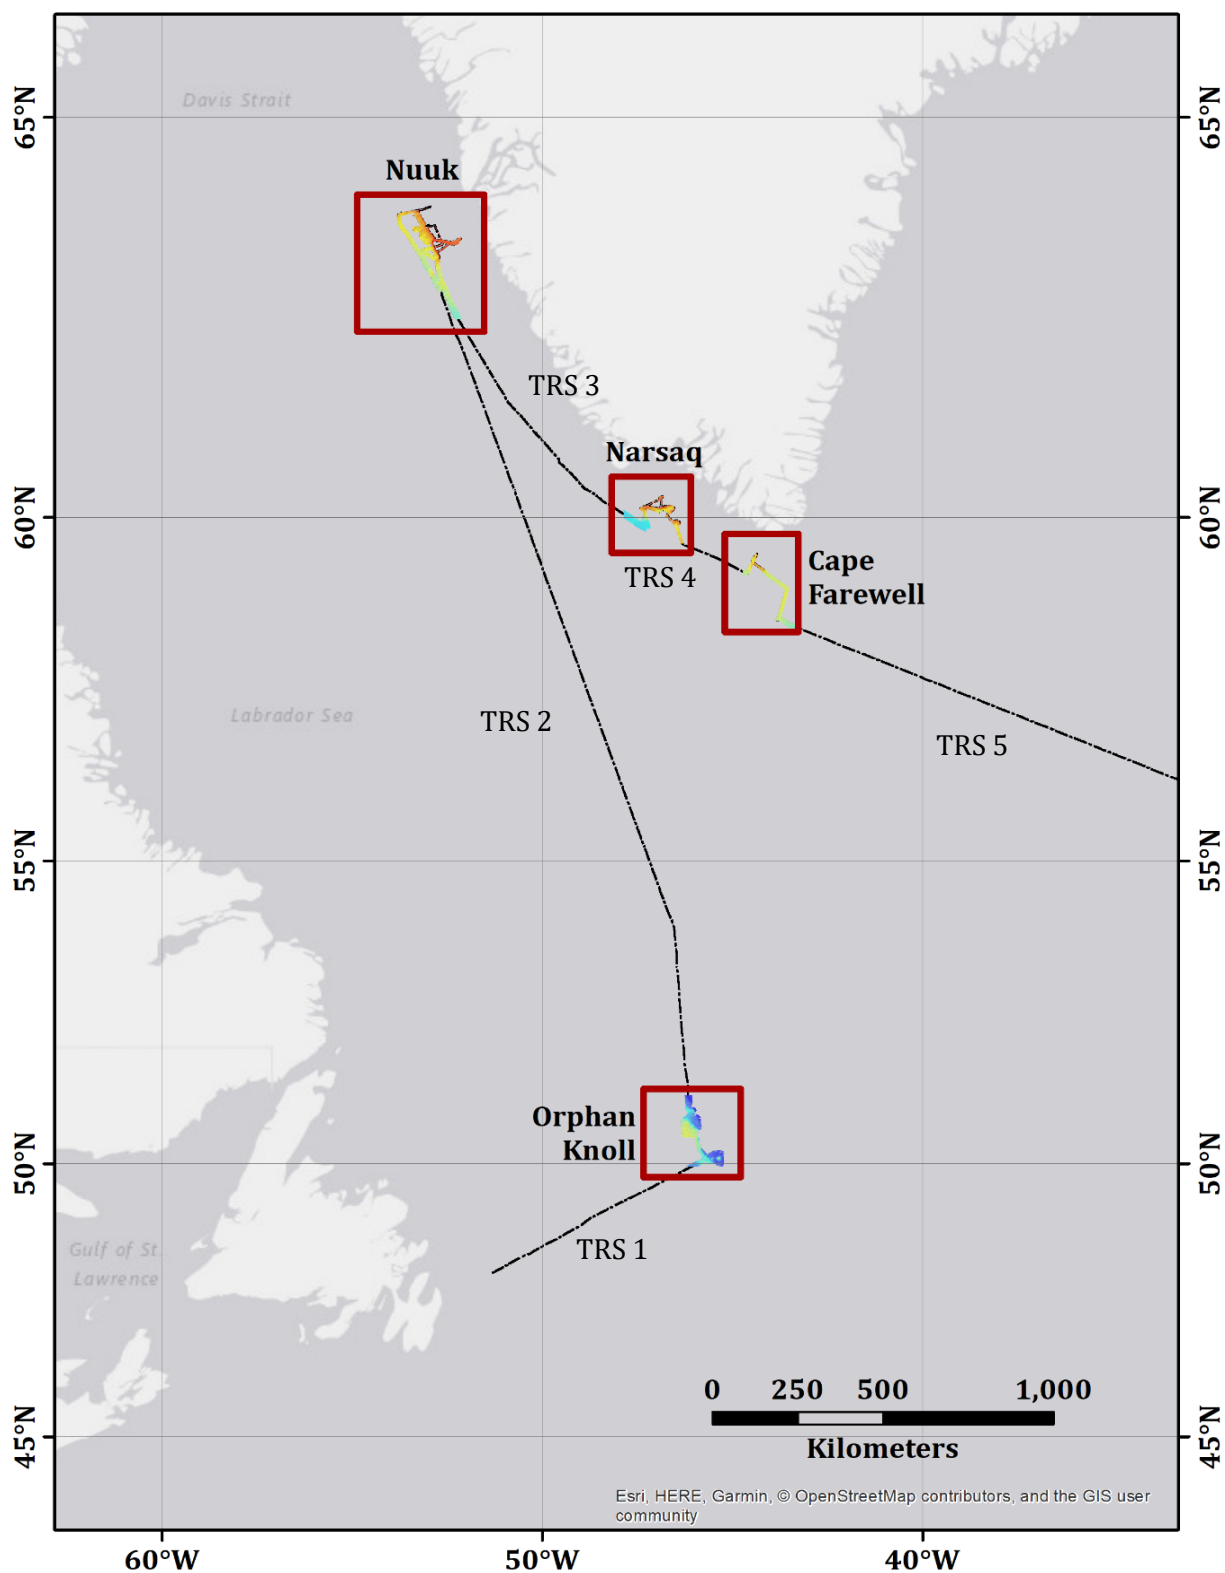 Davis Strait
65°N
65°N
Nuuk
TRS 3
Narsaq
60°N
60°N
TRS 4
Cape
Farewell
Labrador Sea
TRS 2
TRS 5
55°N
55°N
Orphan
Knoll
50°N
50°N
Gulf of St.
Lawrence
TRS 1
0 250 500 1,000
Kilometers
45°N
45°N
Esri, HERE, Garmin, © OpenStreetMap contributors, and the GIS user
community
60°W 50°W 40°W